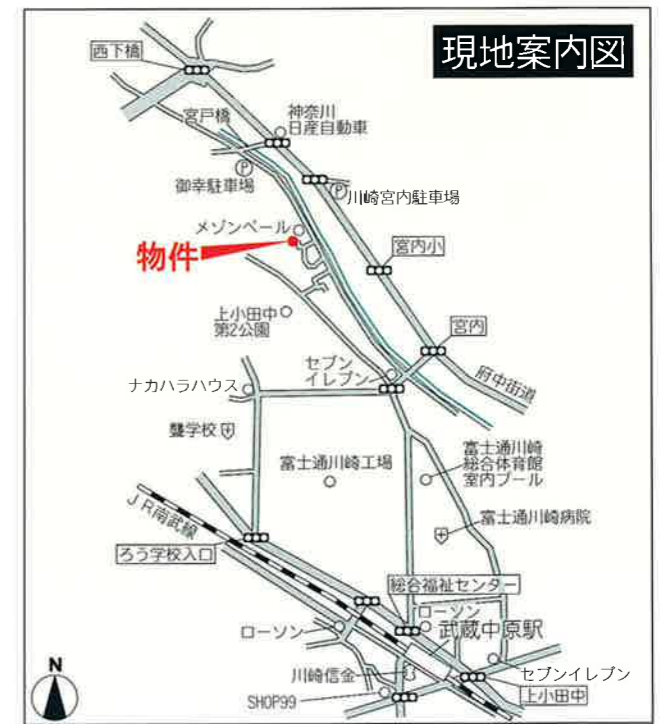 現地案内図
西下橋
宮戸橋
神奈川
日産自動車
御幸駐車場
川崎宮内駐車場
メゾンベール
物件
宮内小
上小田中
第2公園
宮内
セブン
イレブン
府中街道
ナカハラハウス
聾学校
富士通川崎工場
富士通川崎
総合体育館
室内プール
富士通川崎病院
JR南武線
ろう学校入口
総合福祉センター
ローソン
ローソン
武蔵中原駅
川崎信金
セブンイレブン
上小田中
SHOP99
N